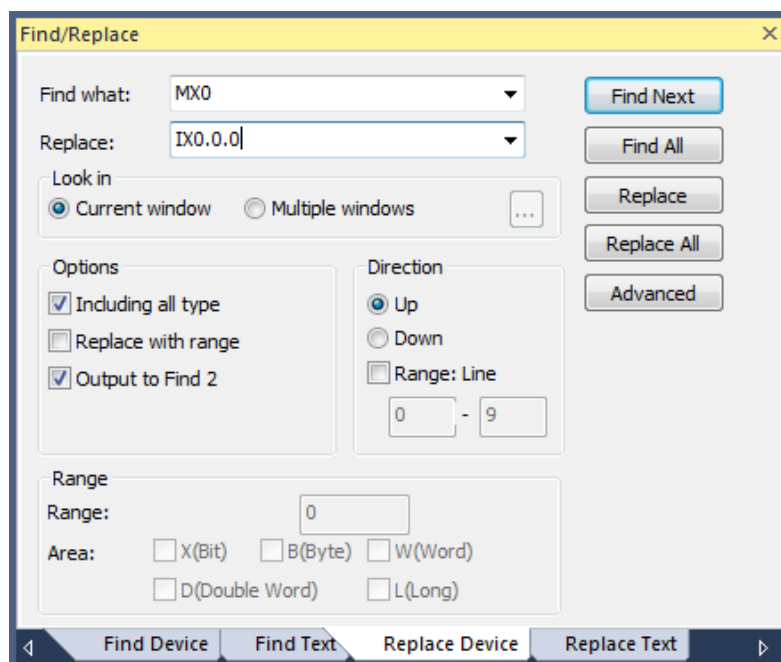 Find/Replace
Find what: MX0 Find Next
Replace: IX0.0.0 Find All
Look in
Current window Multiple windows ... Replace
Replace All
Options Direction Advanced
Including all type Up
Replace with range Down
Output to Find 2 Range: Line
0 - 9
Range
Range: 0
Area: X(Bit) B(Byte) W(Word)
D(Double Word) L(Long)
Find Device Find Text Replace Device Replace Text